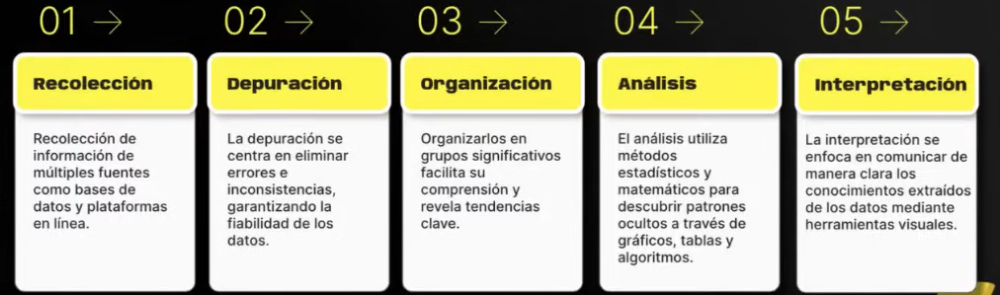 01 →
02 →
03 →
04 →
05 →
Recolección
Recolección de
información de
múltiples fuentes
como bases de
datos y plataformas
en línea.
Depuración
La depuración se
centra en eliminar
errores e
inconsistencias,
garantizando la
fiabilidad de los
datos.
Organización
Organizarlos en
grupos significativos
facilita su
comprensión y
revela tendencias
clave.
Análisis
El análisis utiliza
métodos
estadísticos y
matemáticos para
descubrir patrones
ocultos a través de
gráficos, tablas y
algoritmos.
Interpretación
La interpretación se
enfoca en comunicar de
manera clara los
conocimientos extraídos
de los datos mediante
herramientas visuales.